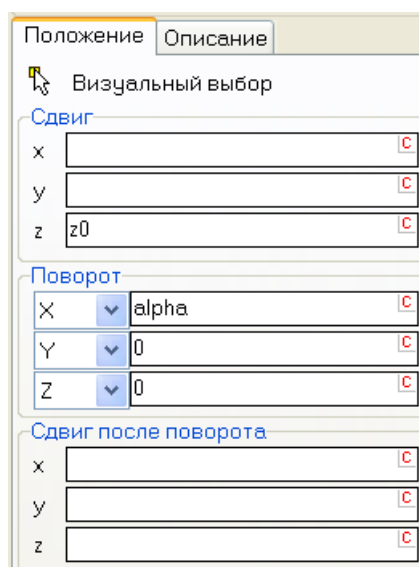 Положение Описание
Визуальный выбор
Сдвиг
x C
y C
z z0 C
Поворот
X alpha C
Y 0 C
Z 0 C
Сдвиг после поворота
x C
y C
z C